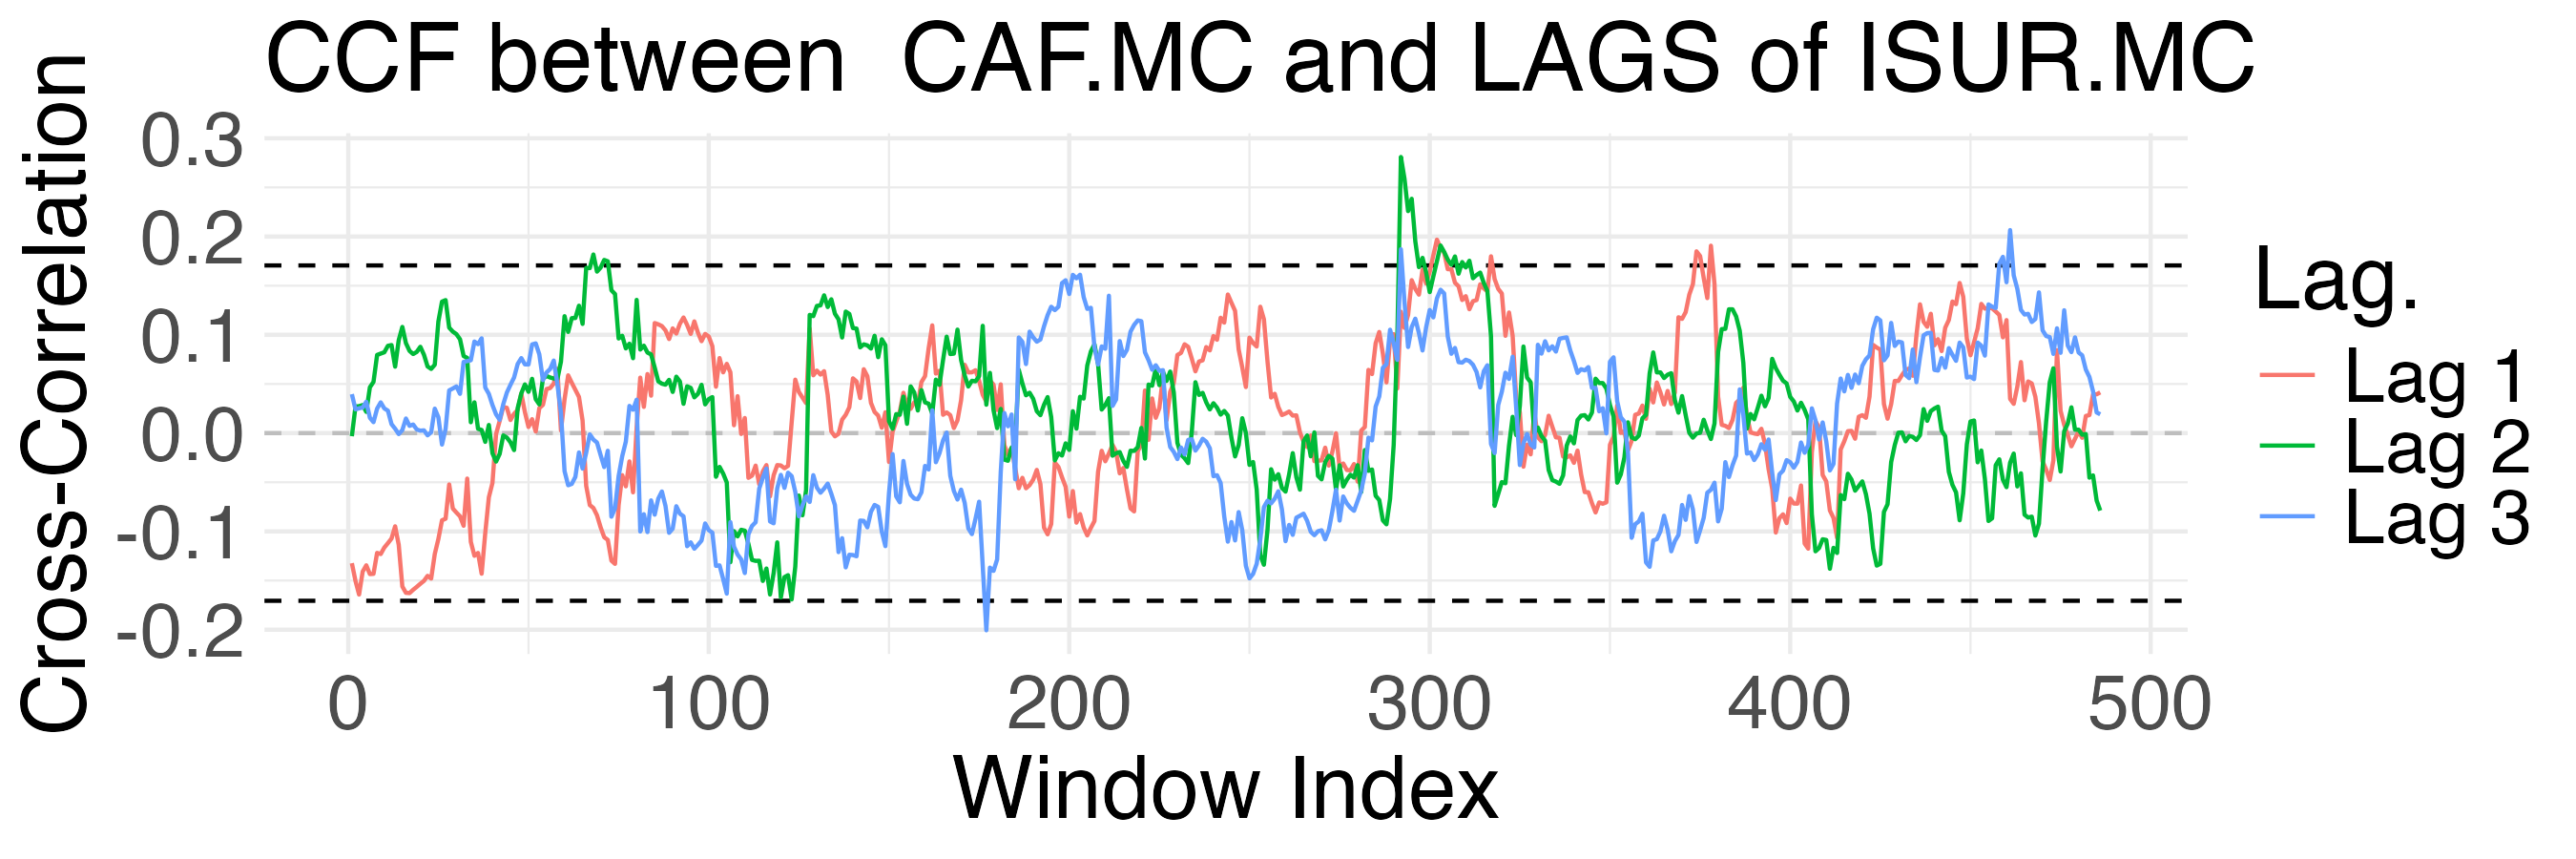 CCF between  CAF.MC and LAGS of ISUR.MC
Cross-Correlation
0.3
0.2
0.1
0.0
-0.1
-0.2
0 100 200 300 400 500
Window Index
Lag.
Lag 1
Lag 2
Lag 3